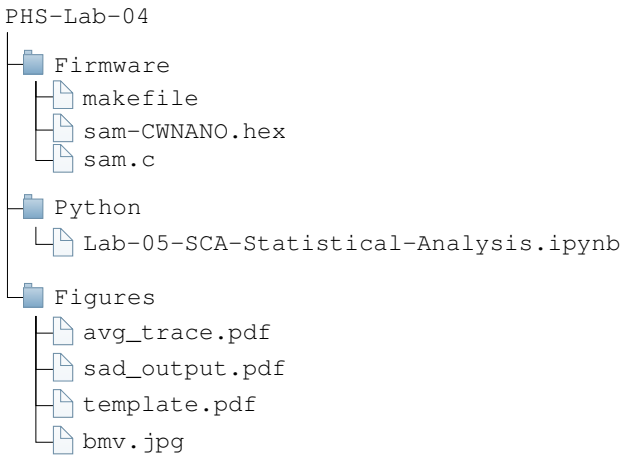 PHS-Lab-04
Firmware
makefile
sam-CWNANO.hex
sam.c
Python
Lab-05-SCA-Statistical-Analysis.ipynb
Figures
avg_trace.pdf
sad_output.pdf
template.pdf
bmv.jpg